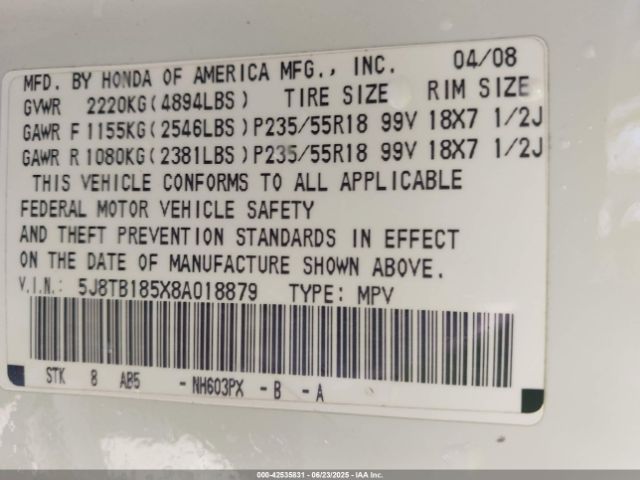 MFD. BY HONDA OF AMERICA MFG., INC. 04/08
GVWR 2220KG(4894LBS) TIRE SIZE RIM SIZE
GAWR F 1155KG(2546LBS)P235/55R18 99V 18X7 1/2J
GAWR R 1080KG(2381LBS)P235/55R18 99V 18X7 1/2J
THIS VEHICLE CONFORMS TO ALL APPLICABLE
FEDERAL MOTOR VEHICLE SAFETY
AND THEFT PREVENTION STANDARDS IN EFFECT
ON THE DATE OF MANUFACTURE SHOWN ABOVE.
V.I.N.: 5J8TB185X8A018879 TYPE: MPV
STK 8 AB5 -NH603PX -B -A
000-42535831 - 06/23/2025 - IAA, Inc.